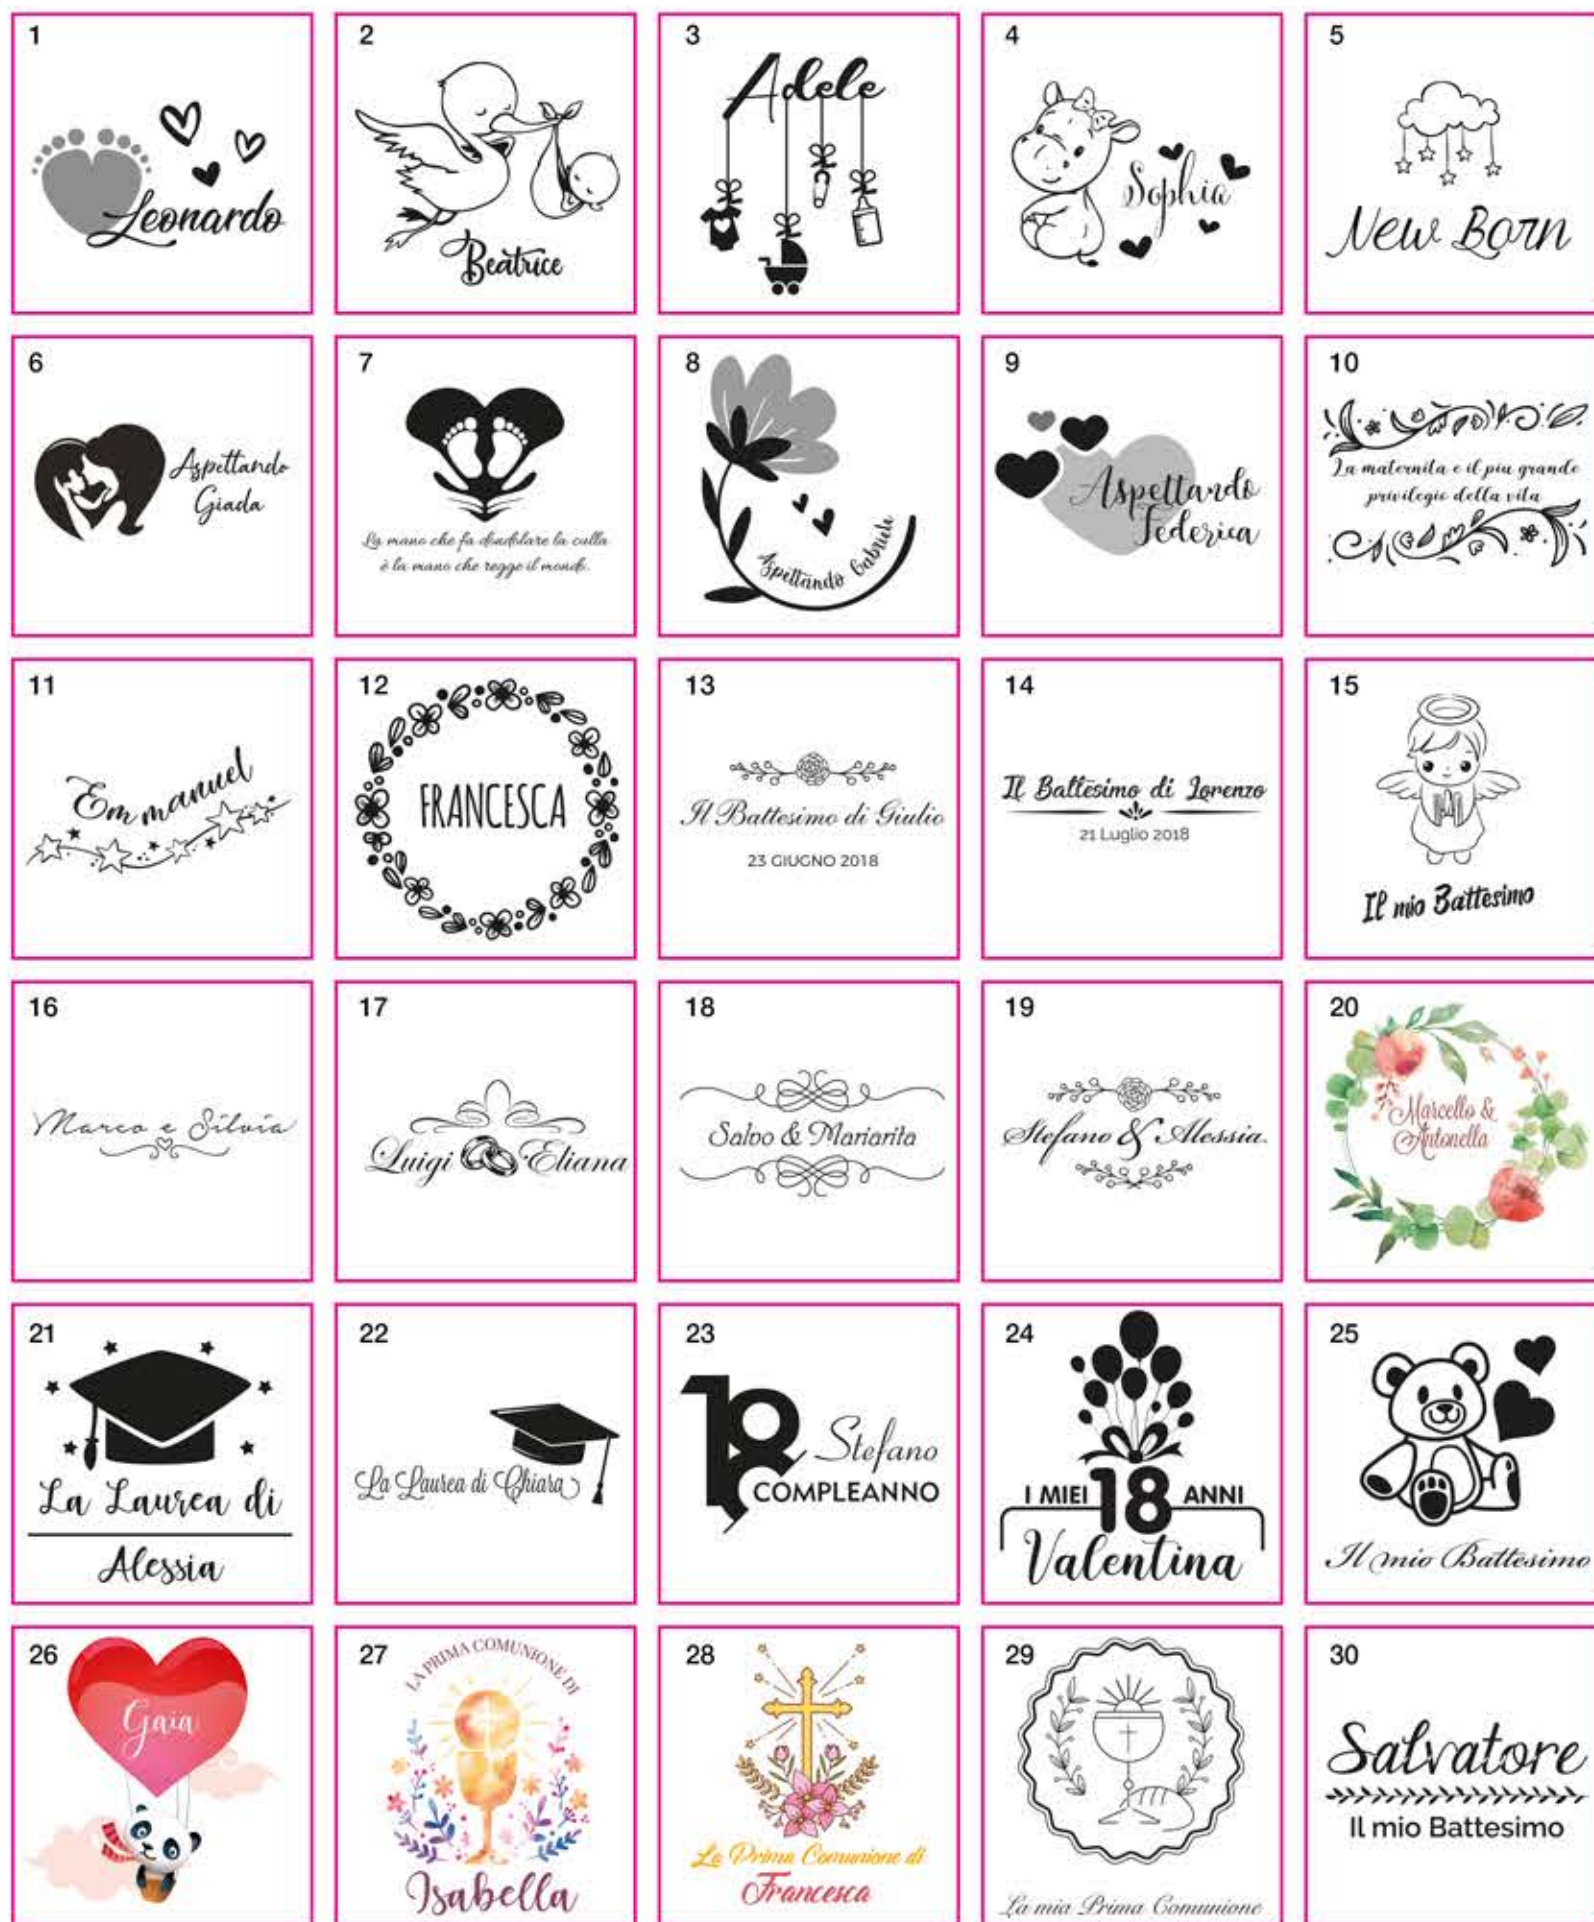 1
Leonardo
2
Beatrice
3
Adele
4
Sophia
5
New Born
6
Aspettando
Giada
7
La mano che fa dondolare la culla
è la mano che regge il mondo.
8
Aspettando Gabriele
9
Aspettando
Federica
10
La maternita e il piu grande
privilegio della vita
11
Emmanuel
12
FRANCESCA
13
Il Battesimo di Giulio
23 GIUGNO 2018
14
Il Battesimo di Lorenzo
21 Luglio 2018
15
Il mio Battesimo
16
Marco e Silvia
17
Luigi Eliana
18
Salvo & Mariarita
19
Stefano & Alessia
20
Marcello &
Antonella
21
La Laurea di
Alessia
22
La Laurea di Chiara
23
18 Stefano
COMPLEANNO
24
I MIEI 18 ANNI
Valentina
25
Il mio Battesimo
26
Gaia
27
LA PRIMA COMUNIONE DI
Isabella
28
La Prima Comunione di
Francesca
29
La mia Prima Comunione
30
Salvatore
Il mio Battesimo